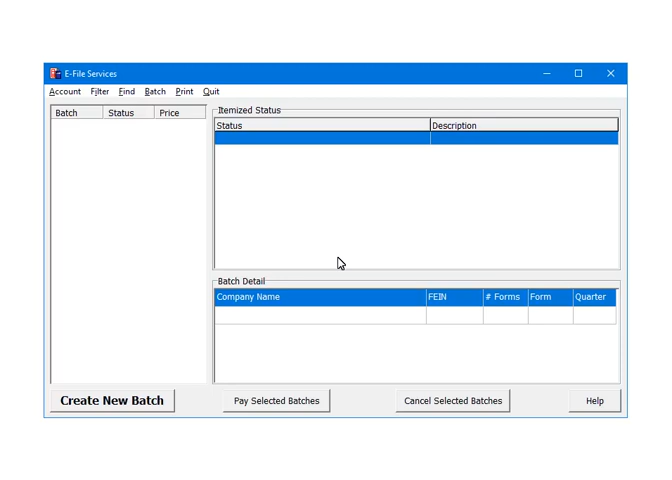 E-File Services
Account Filter Find Batch Print Quit
Batch Status Price
Itemized Status
Status Description
Batch Detail
Company Name FEIN # Forms Form Quarter
Create New Batch Pay Selected Batches Cancel Selected Batches Help